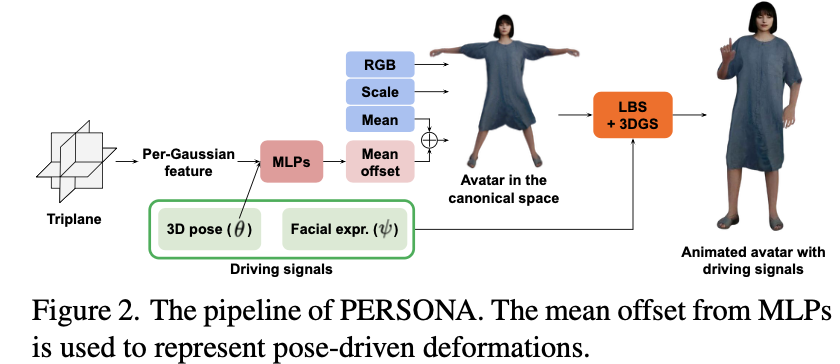 RGB
Scale
Mean
Mean
offset
Per-Gaussian
feature
MLPs
LBS
+ 3DGS
Triplane
Avatar in the
canonical space
3D pose (θ)
Facial expr. (ψ)
Driving signals
Animated avatar with
driving signals
Figure 2. The pipeline of PERSONA. The mean offset from MLPs
is used to represent pose-driven deformations.